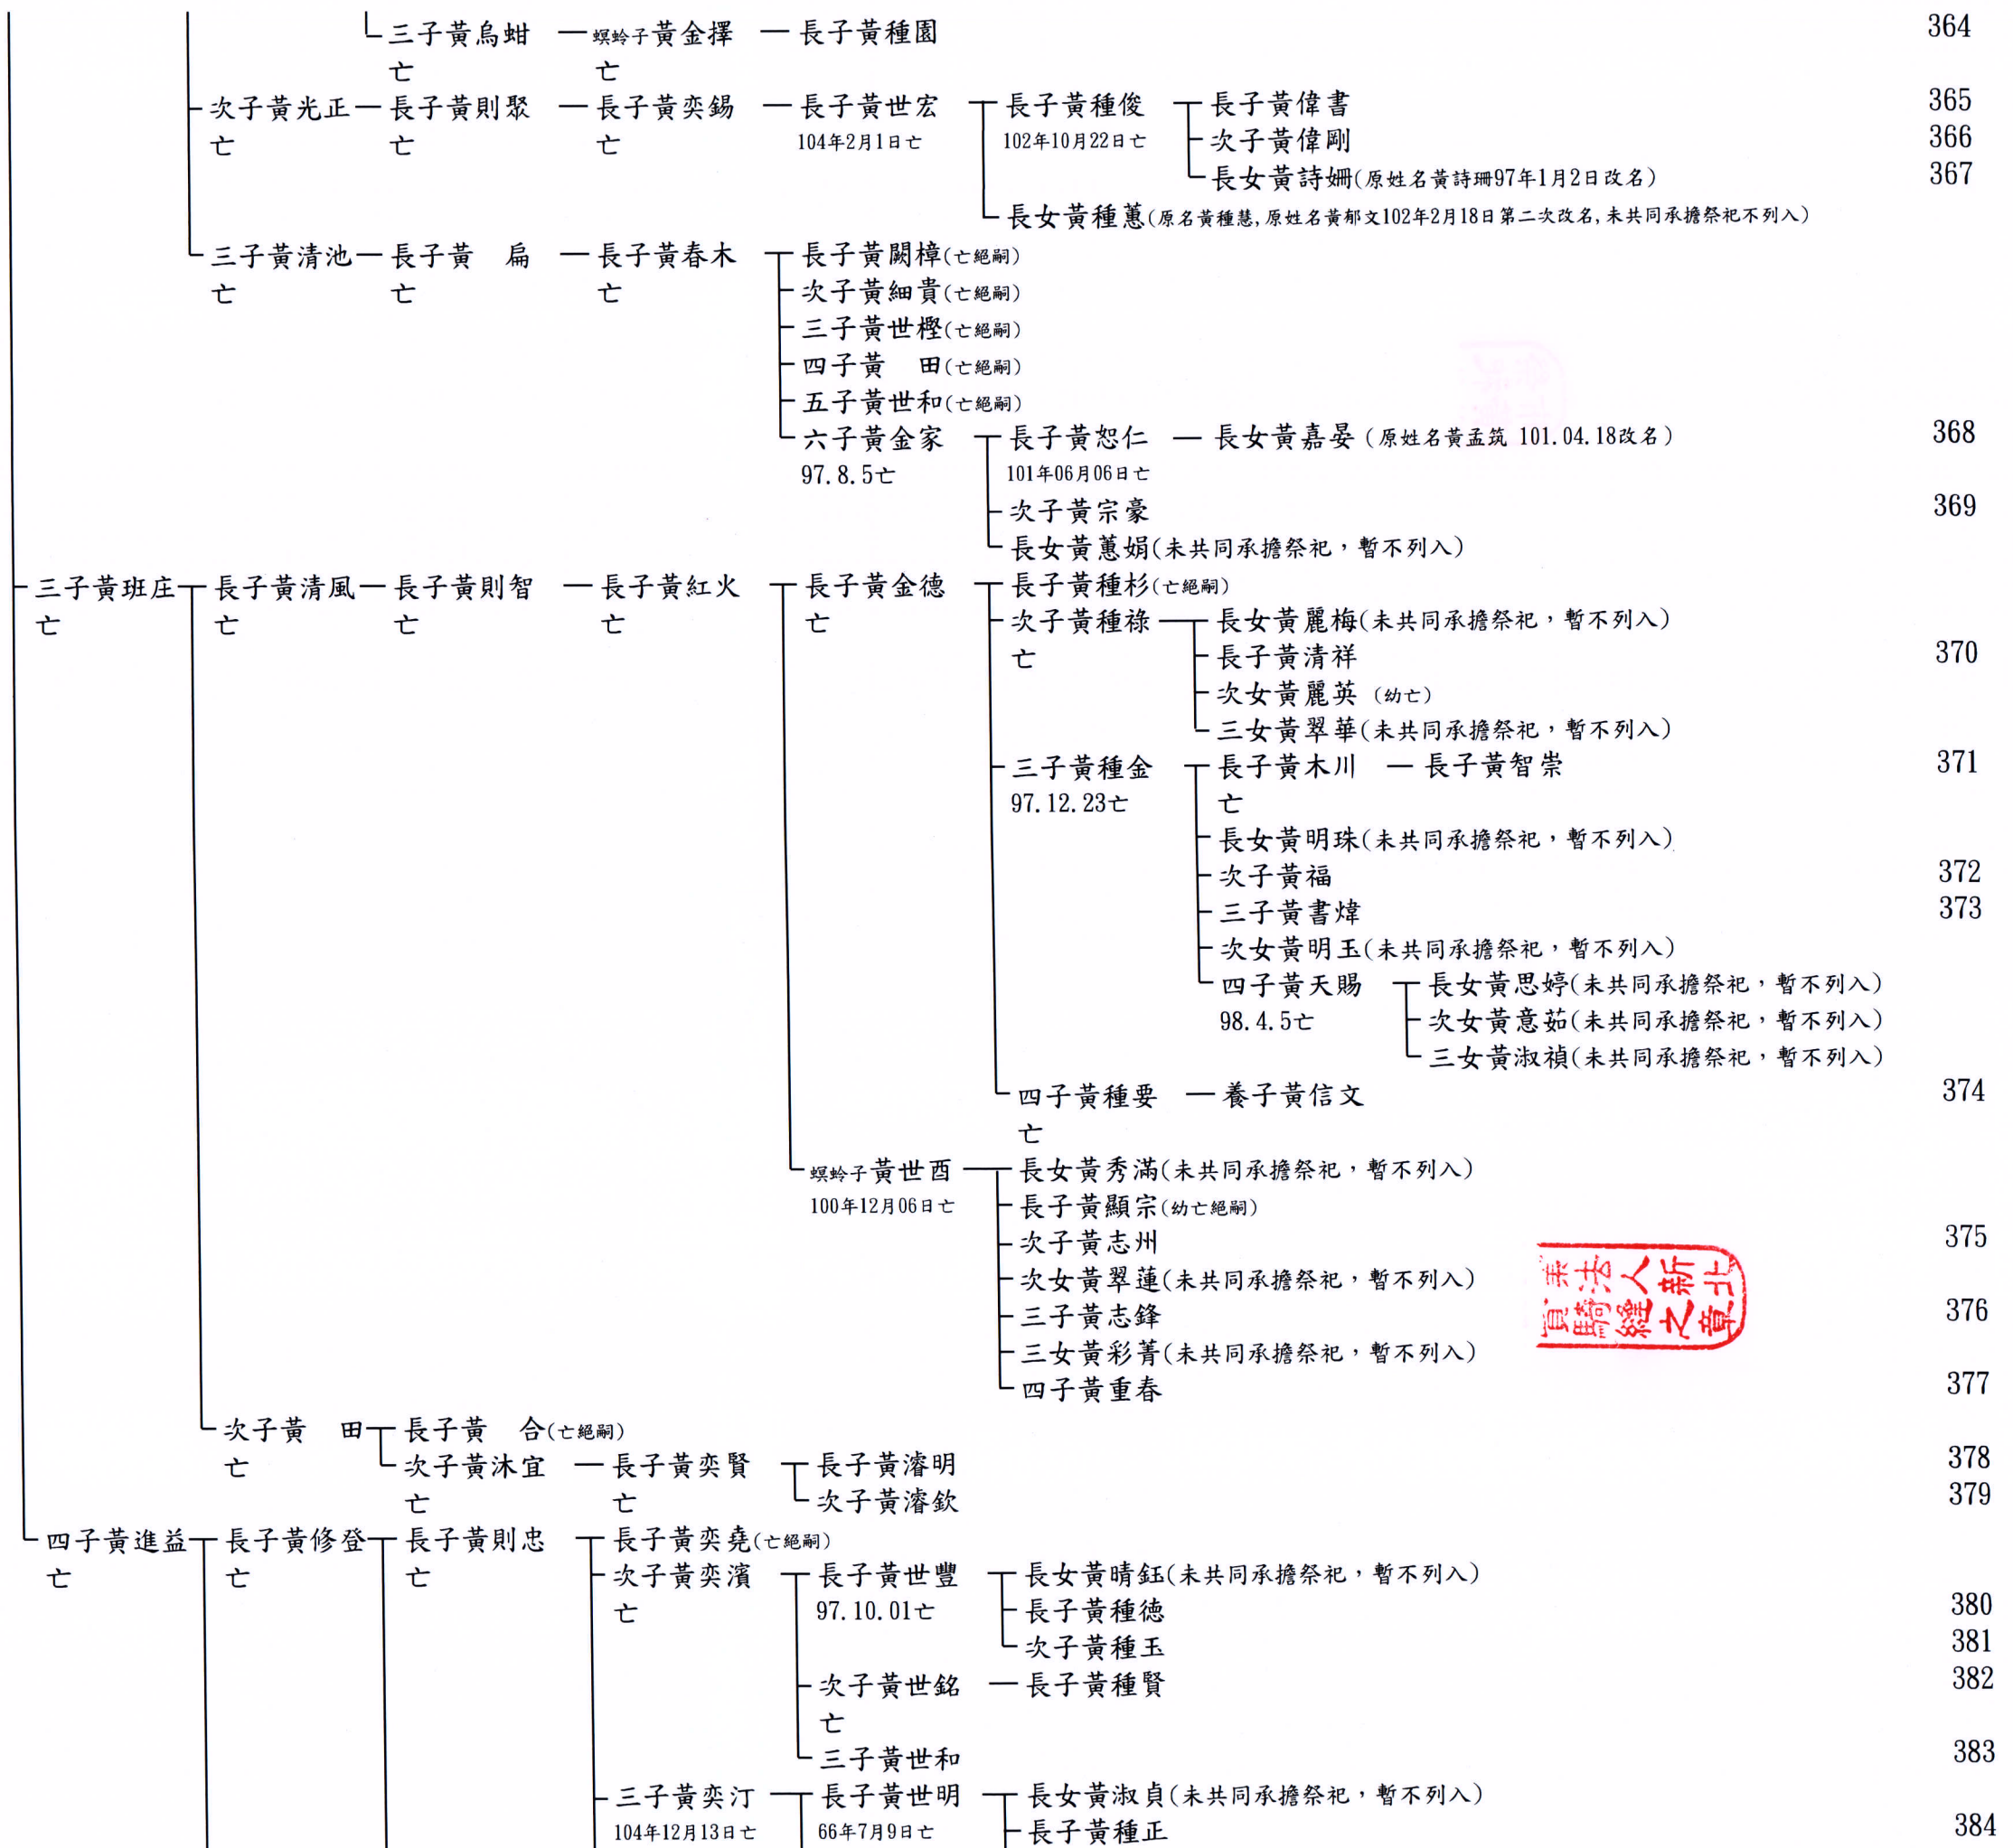 三子黃烏蚶 螟蛉子黃金擇 長子黃種園 364
亡 亡
次子黃光正 長子黃則聚 長子黃奕錫 長子黃世宏 長子黃種俊 長子黃偉書 365
亡 亡 亡 104年2月1日亡 102年10月22日亡 次子黃偉剛 366
長女黃詩姍(原姓名黃詩珊97年1月2日改名) 367
長女黃種蕙(原名黃種慧,原姓名黃郁文102年2月18日第二次改名,未共同承擔祭祀不列入)
三子黃清池 長子黃 扁 長子黃春木 長子黃闕樟(亡絕嗣)
亡 亡 亡 次子黃細貴(亡絕嗣)
三子黃世樫(亡絕嗣)
四子黃 田(亡絕嗣)
五子黃世和(亡絕嗣)
六子黃金家 長子黃恕仁 長女黃嘉晏(原姓名黃孟筑 101.04.18改名) 368
97.8.5亡 101年06月06日亡
次子黃宗豪 369
長女黃蕙娟(未共同承擔祭祀,暫不列入)
三子黃班庄 長子黃清風 長子黃則智 長子黃紅火 長子黃金德 長子黃種杉(亡絕嗣)
亡 亡 亡 亡 亡 次子黃種祿 長女黃麗梅(未共同承擔祭祀,暫不列入)
亡 長子黃清祥 370
次女黃麗英(幼亡)
三女黃翠華(未共同承擔祭祀,暫不列入)
三子黃種金 長子黃木川 長子黃智崇 371
97.12.23亡 亡
長女黃明珠(未共同承擔祭祀,暫不列入)
次子黃福 372
三子黃書煒 373
次女黃明玉(未共同承擔祭祀,暫不列入)
四子黃天賜 長女黃思婷(未共同承擔祭祀,暫不列入)
98.4.5亡 次女黃意茹(未共同承擔祭祀,暫不列入)
三女黃淑禎(未共同承擔祭祀,暫不列入)
四子黃種要 養子黃信文 374
亡
螟蛉子黃世酉 長女黃秀滿(未共同承擔祭祀,暫不列入)
100年12月06日亡 長子黃顯宗(幼亡絕嗣)
次子黃志州 375
次女黃翠蓮(未共同承擔祭祀,暫不列入)
三子黃志鋒 376
三女黃彩菁(未共同承擔祭祀,暫不列入)
四子黃重春 377
次子黃 田 長子黃 合(亡絕嗣)
亡 次子黃沐宜 長子黃奕賢 長子黃濬明 378
亡 亡 次子黃濬欽 379
四子黃進益 長子黃修登 長子黃則忠 長子黃奕堯(亡絕嗣)
亡 亡 亡 次子黃奕濱 長子黃世豐 長女黃晴鈺(未共同承擔祭祀,暫不列入)
亡 97.10.01亡 長子黃種德 380
次子黃種玉 381
次子黃世銘 長子黃種賢 382
亡
三子黃世和 383
三子黃奕汀 長子黃世明 長女黃淑貞(未共同承擔祭祀,暫不列入)
104年12月13日亡 66年7月9日亡 長子黃種正 384
北新人法
章之縫騎